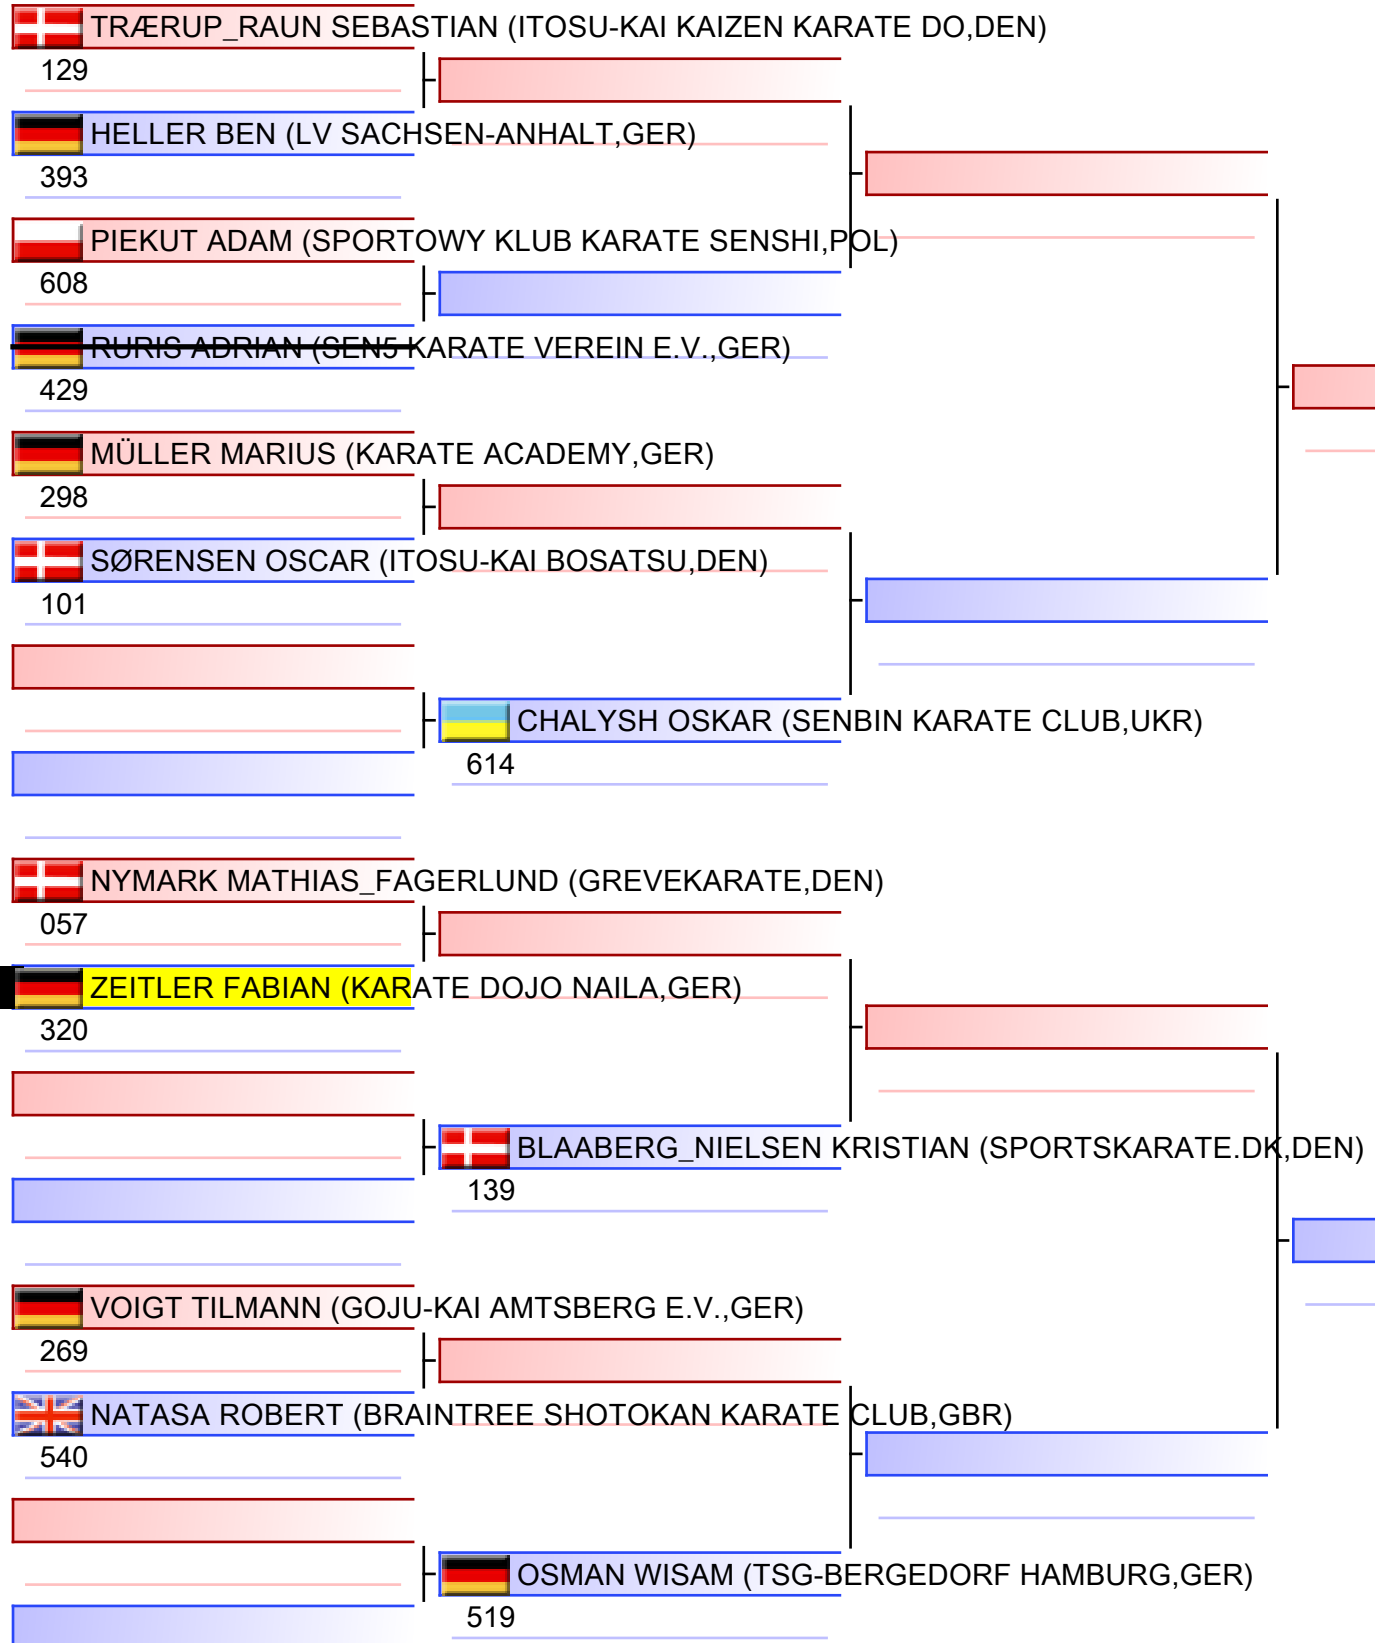 TRÆRUP_RAUN SEBASTIAN (ITOSU-KAI KAIZEN KARATE DO,DEN)
129
HELLER BEN (LV SACHSEN-ANHALT,GER)
393
PIEKUT ADAM (SPORTOWY KLUB KARATE SENSHI,POL)
608
RURIS ADRIAN (SEN5 KARATE VEREIN E.V.,GER)
429
MÜLLER MARIUS (KARATE ACADEMY,GER)
298
SØRENSEN OSCAR (ITOSU-KAI BOSATSU,DEN)
101
CHALYSH OSKAR (SENBIN KARATE CLUB,UKR)
614
NYMARK MATHIAS_FAGERLUND (GREVEKARATE,DEN)
057
ZEITLER FABIAN (KARATE DOJO NAILA,GER)
320
BLAABERG_NIELSEN KRISTIAN (SPORTSKARATE.DK,DEN)
139
VOIGT TILMANN (GOJU-KAI AMTSBERG E.V.,GER)
269
NATASA ROBERT (BRAINTREE SHOTOKAN KARATE CLUB,GBR)
540
OSMAN WISAM (TSG-BERGEDORF HAMBURG,GER)
519